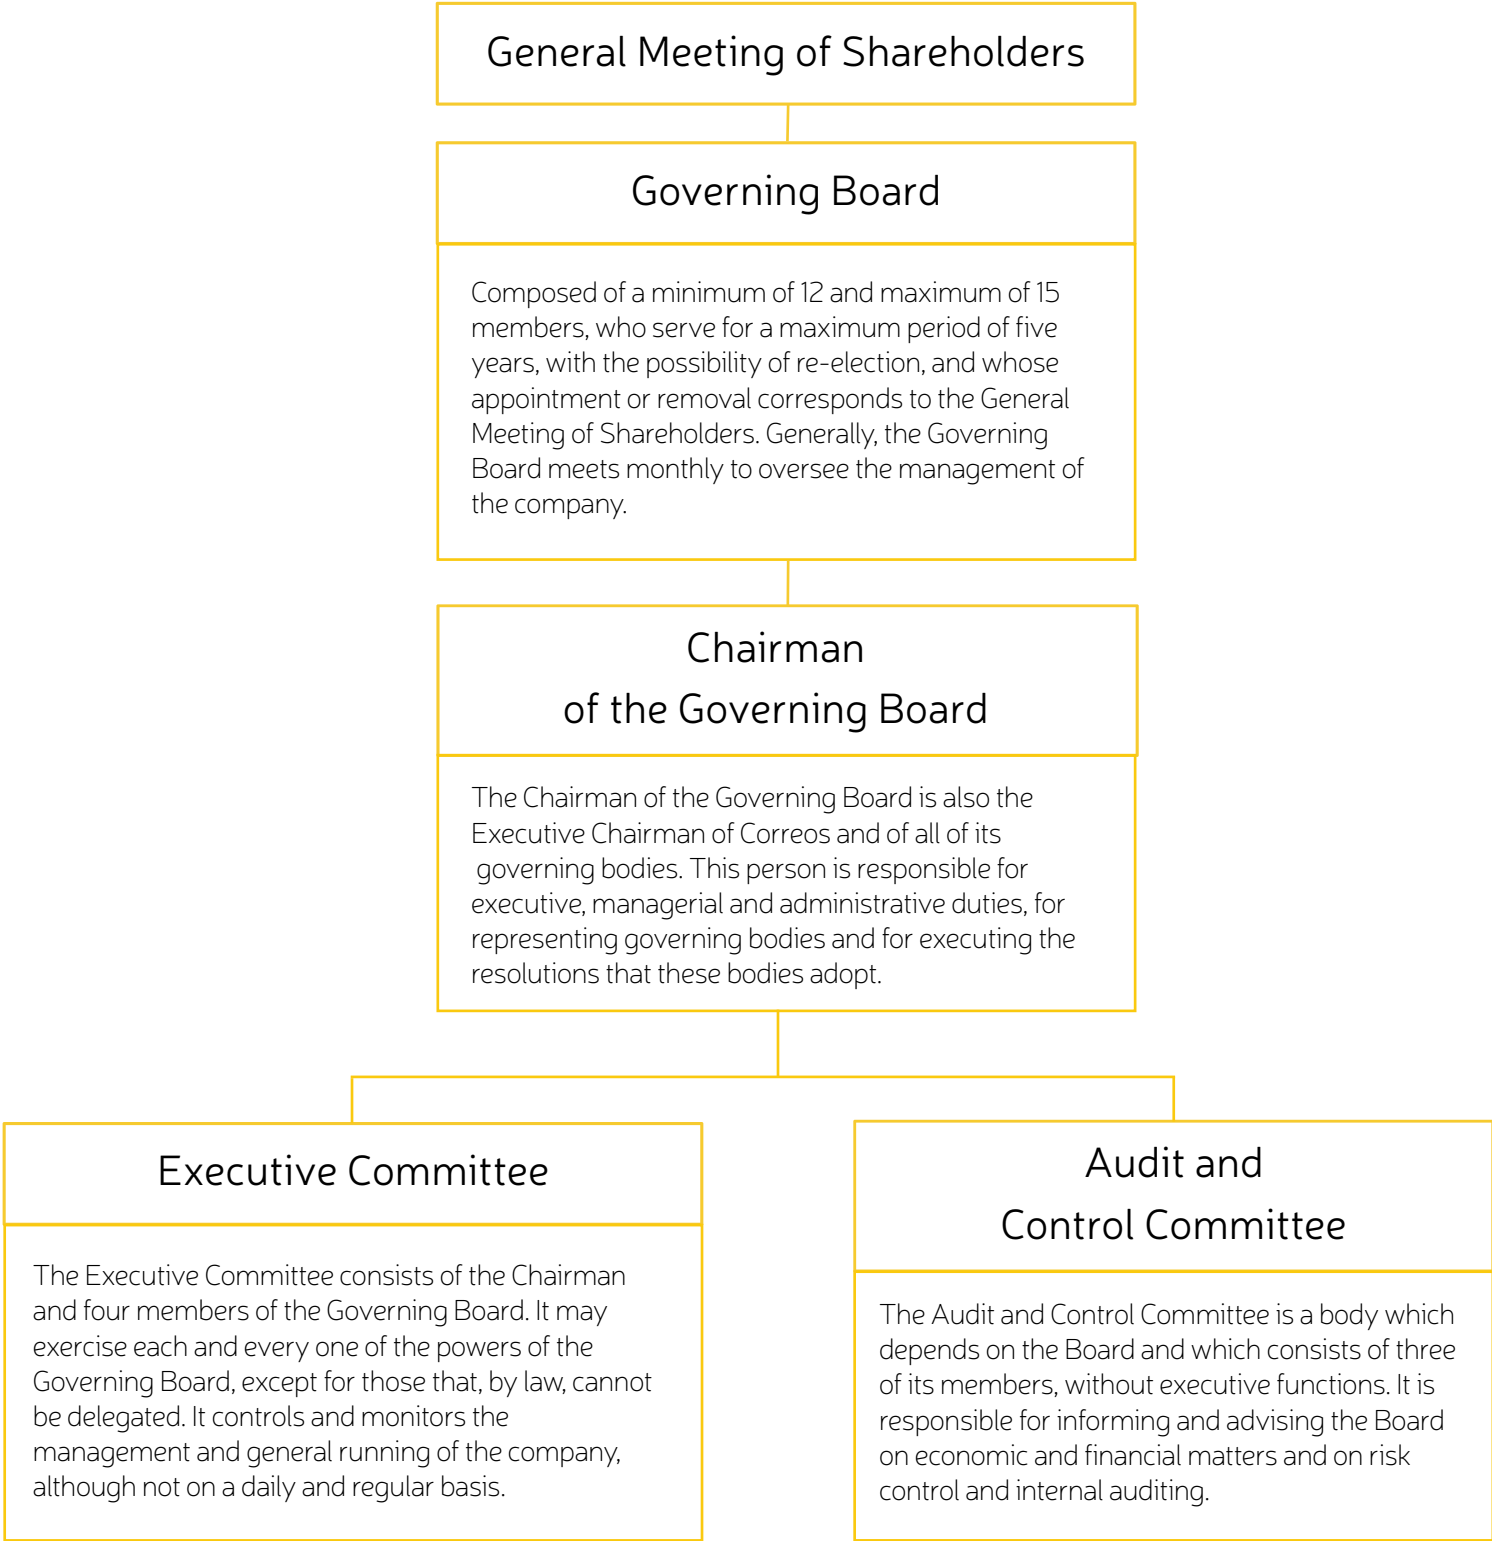 General Meeting of Shareholders
Governing Board
Composed of a minimum of 12 and maximum of 15
members, who serve for a maximum period of five
years, with the possibility of re-election, and whose
appointment or removal corresponds to the General
Meeting of Shareholders. Generally, the Governing
Board meets monthly to oversee the management of
the company.
Chairman
of the Governing Board
The Chairman of the Governing Board is also the
Executive Chairman of Correos and of all of its
governing bodies. This person is responsible for
executive, managerial and administrative duties, for
representing governing bodies and for executing the
resolutions that these bodies adopt.
Executive Committee
The Executive Committee consists of the Chairman
and four members of the Governing Board. It may
exercise each and every one of the powers of the
Governing Board, except for those that, by law, cannot
be delegated. It controls and monitors the
management and general running of the company,
although not on a daily and regular basis.
Audit and
Control Committee
The Audit and Control Committee is a body which
depends on the Board and which consists of three
of its members, without executive functions. It is
responsible for informing and advising the Board
on economic and financial matters and on risk
control and internal auditing.